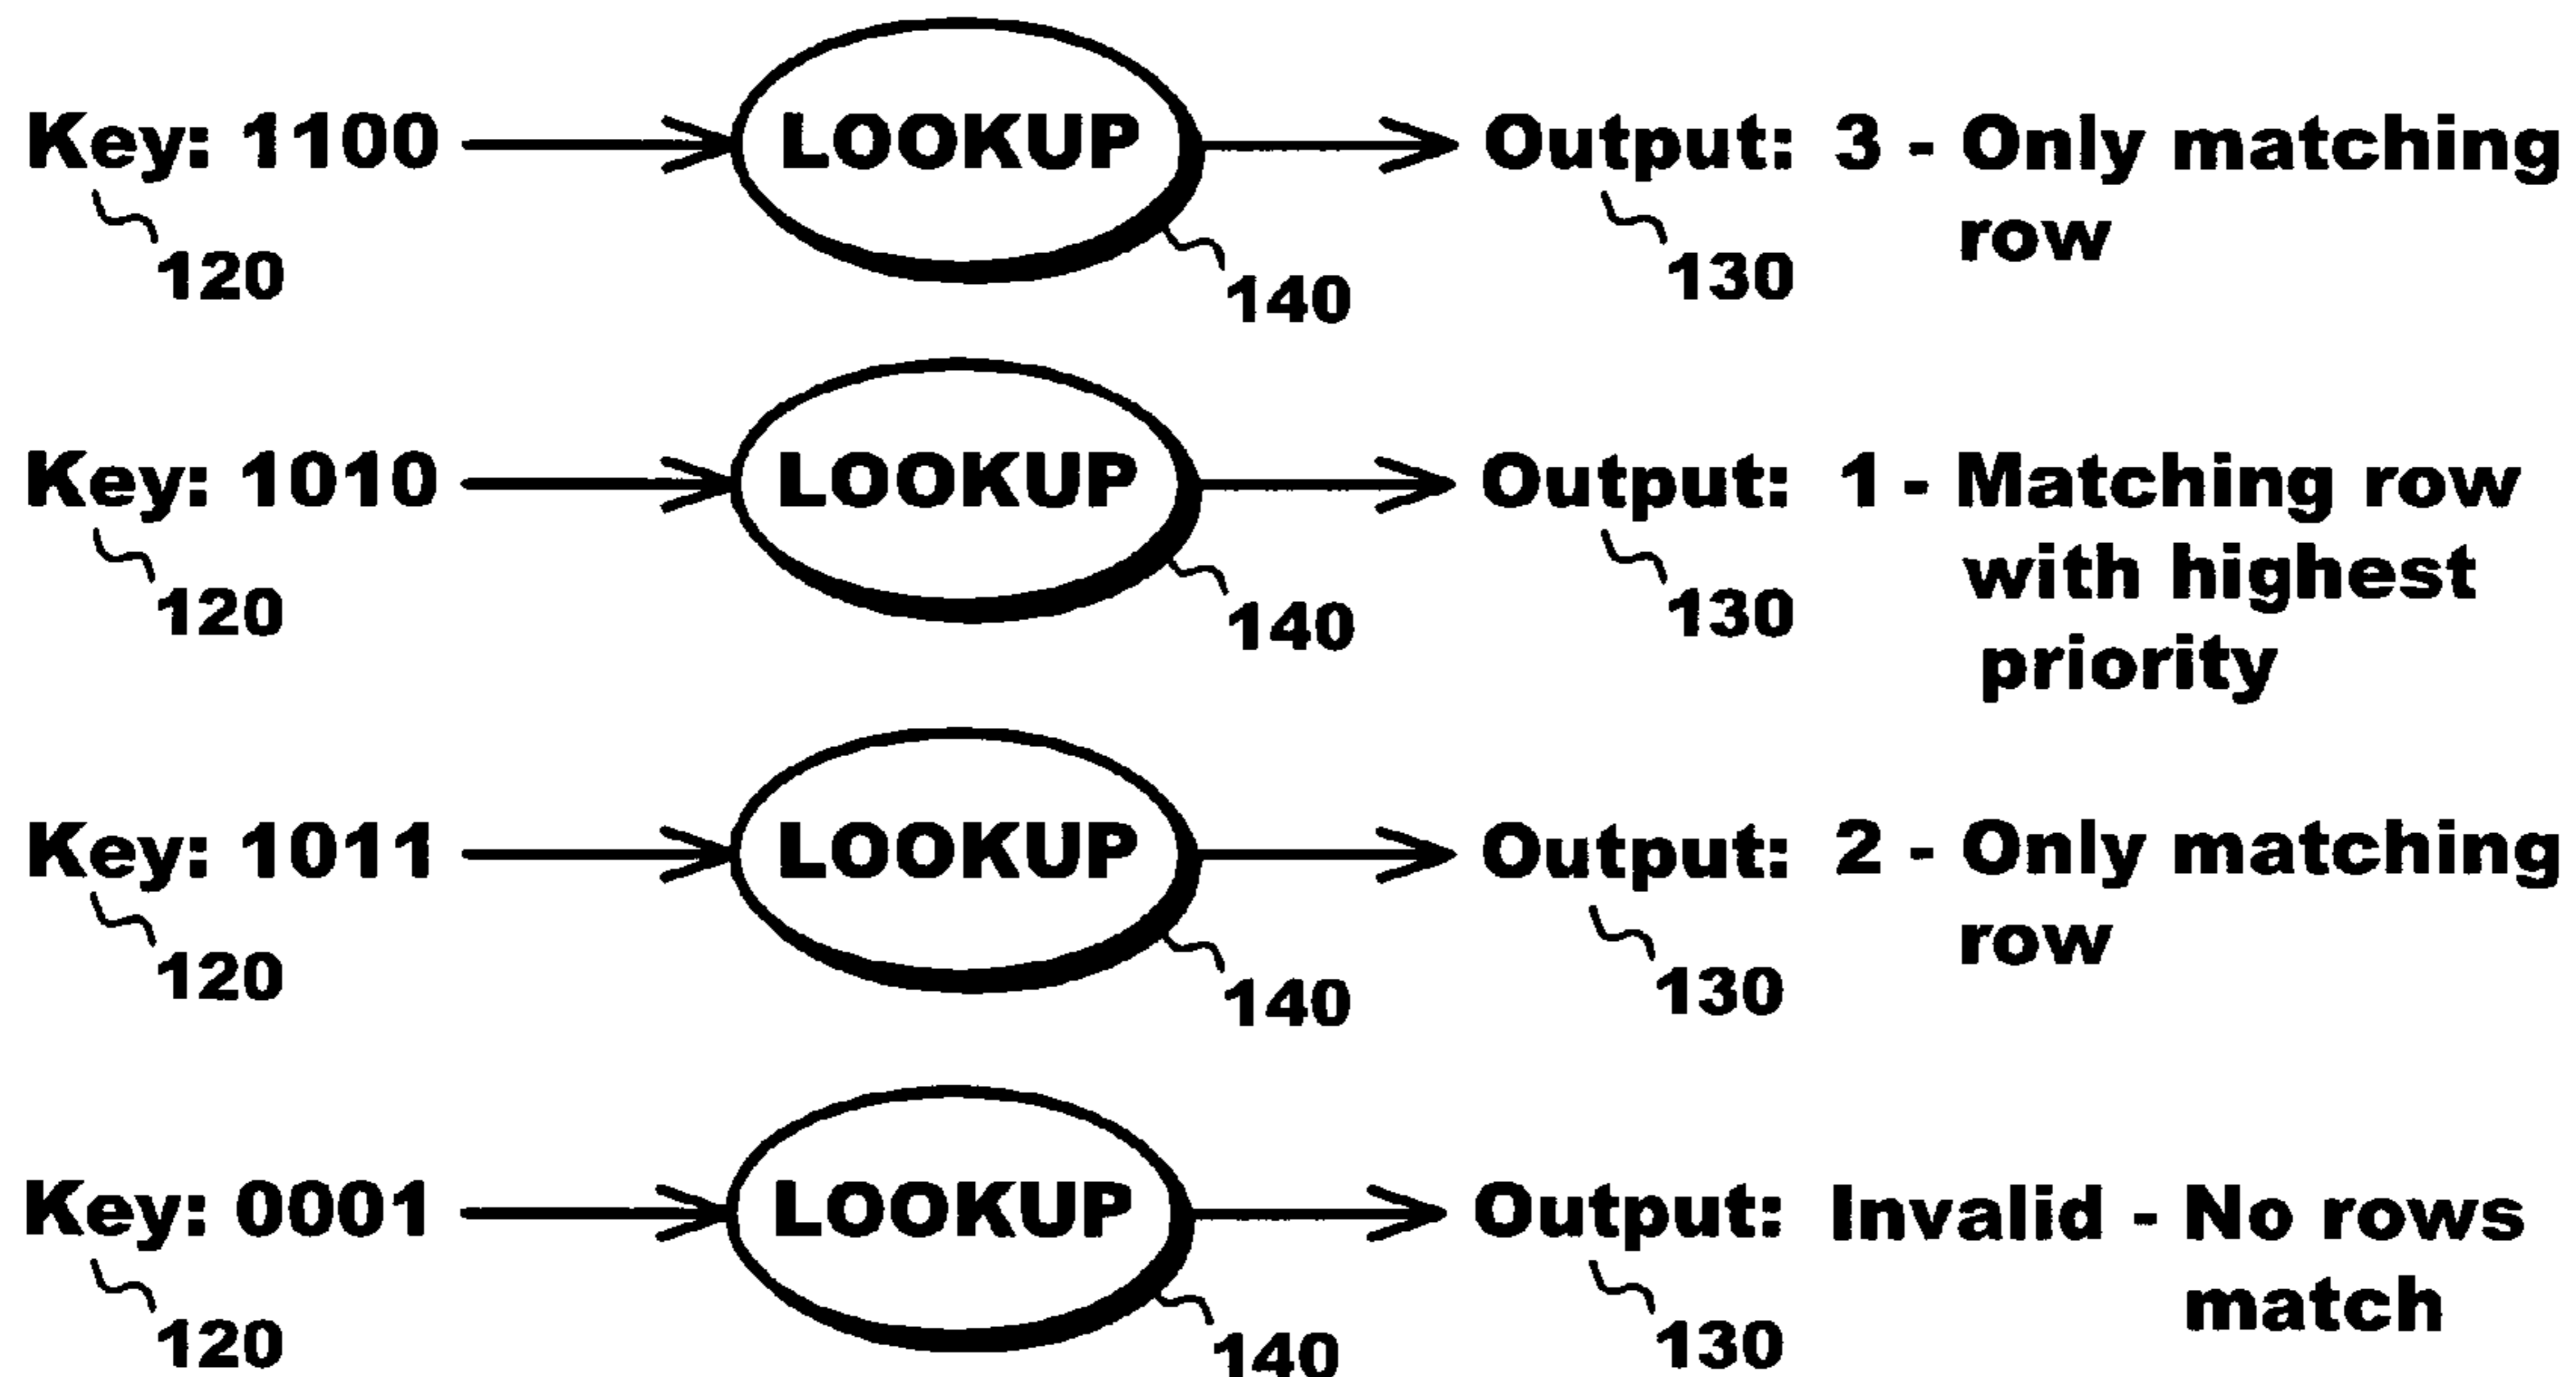 Key: 1100 LOOKUP Output: 3 - Only matching
row
120 140 130
Key: 1010 LOOKUP Output: 1 - Matching row
with highest
priority
120 140 130
Key: 1011 LOOKUP Output: 2 - Only matching
row
120 140 130
Key: 0001 LOOKUP Output: Invalid - No rows
match
120 140 130